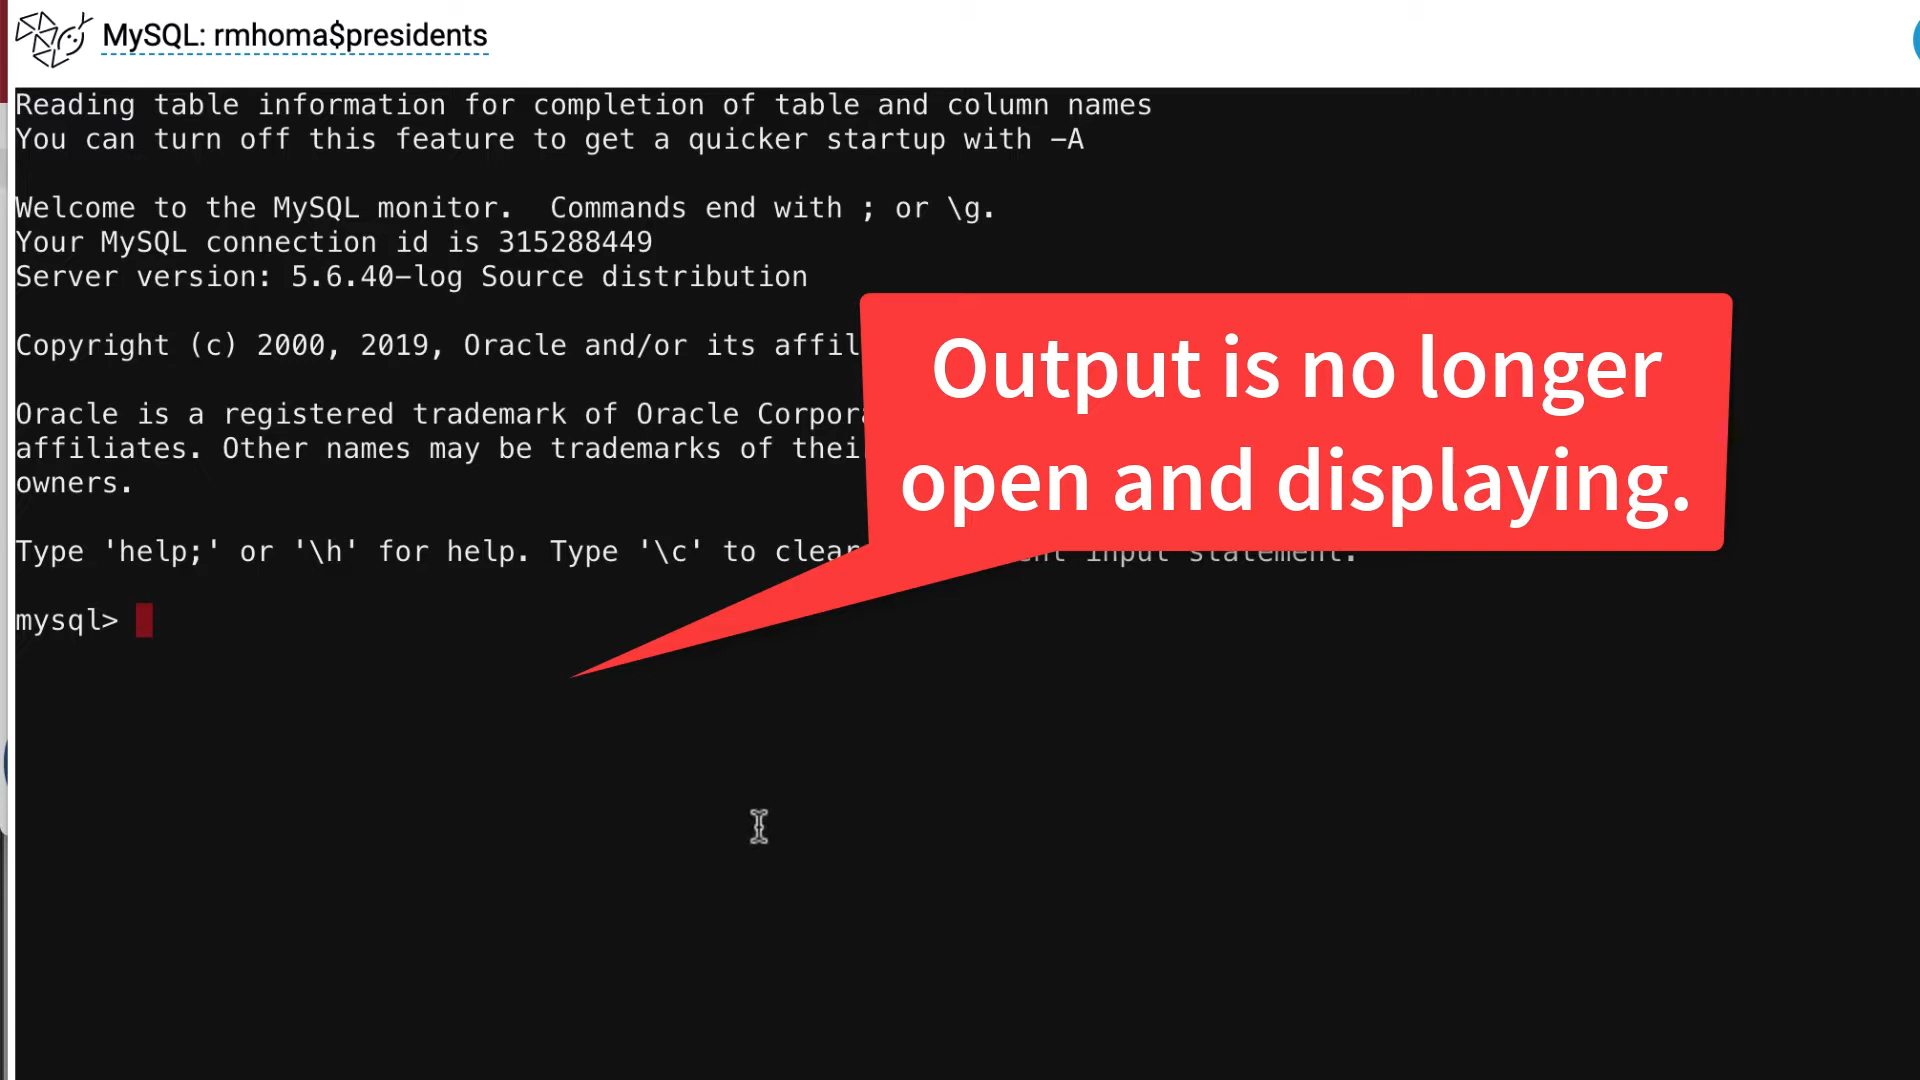 MySQL: rmhoma$presidents
Reading table information for completion of table and column names
You can turn off this feature to get a quicker startup with -A
Welcome to the MySQL monitor.  Commands end with ; or \g.
Your MySQL connection id is 315288449
Server version: 5.6.40-log Source distribution
Copyright (c) 2000, 2019, Oracle and/or its
Oracle is a registered trademark of Oracle
affiliates. Other names may be trademarks of
owners.
Type 'help;' or '\h' for help. Type '\c' to input statement.
mysql>
Output is no longer
open and displaying.